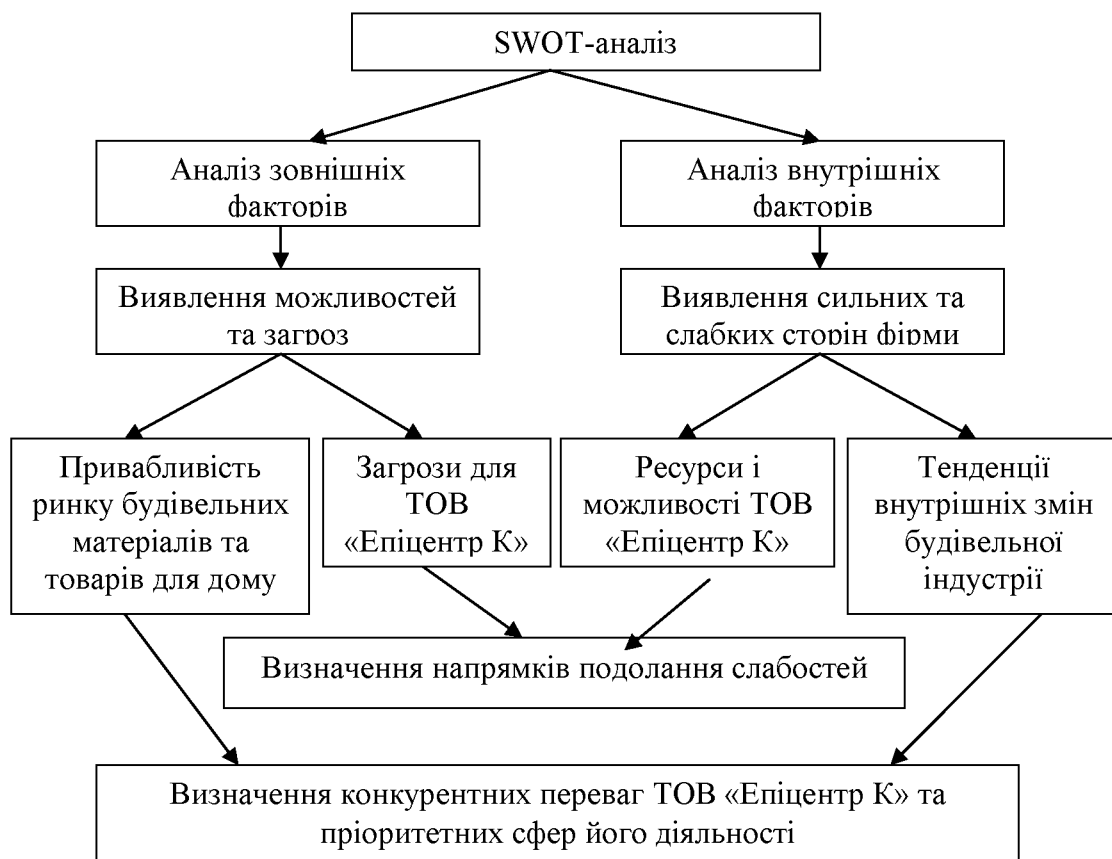 SWOT-аналіз
Аналіз зовнішніх
факторів
Аналіз внутрішніх
факторів
Виявлення можливостей
та загроз
Виявлення сильних та
слабких сторін фірми
Привабливість
ринку будівельних
матеріалів та
товарів для дому
Загрози для
ТОВ
«Епіцентр К»
Ресурси і
можливості ТОВ
«Епіцентр К»
Тенденції
внутрішніх змін
будівельної
індустрії
Визначення напрямків подолання слабостей
Визначення конкурентних переваг ТОВ «Епіцентр К» та
пріоритетних сфер його діяльності